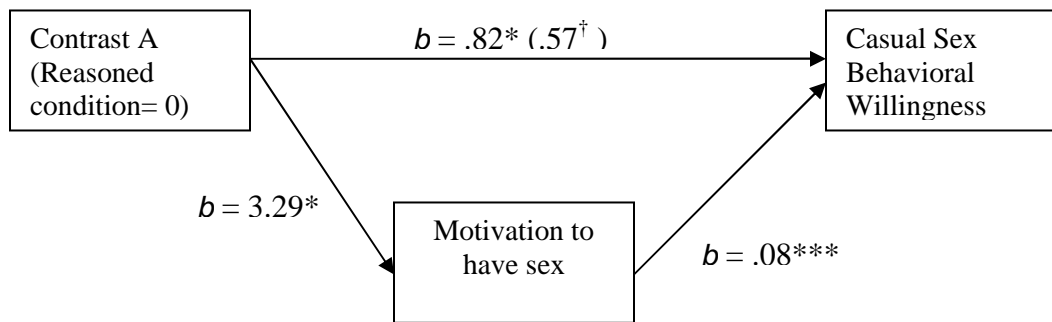 Contrast A
(Reasoned
condition= 0)
b = .82* (.57† )
Casual Sex
Behavioral
Willingness
b = 3.29*
Motivation to
have sex
b = .08***